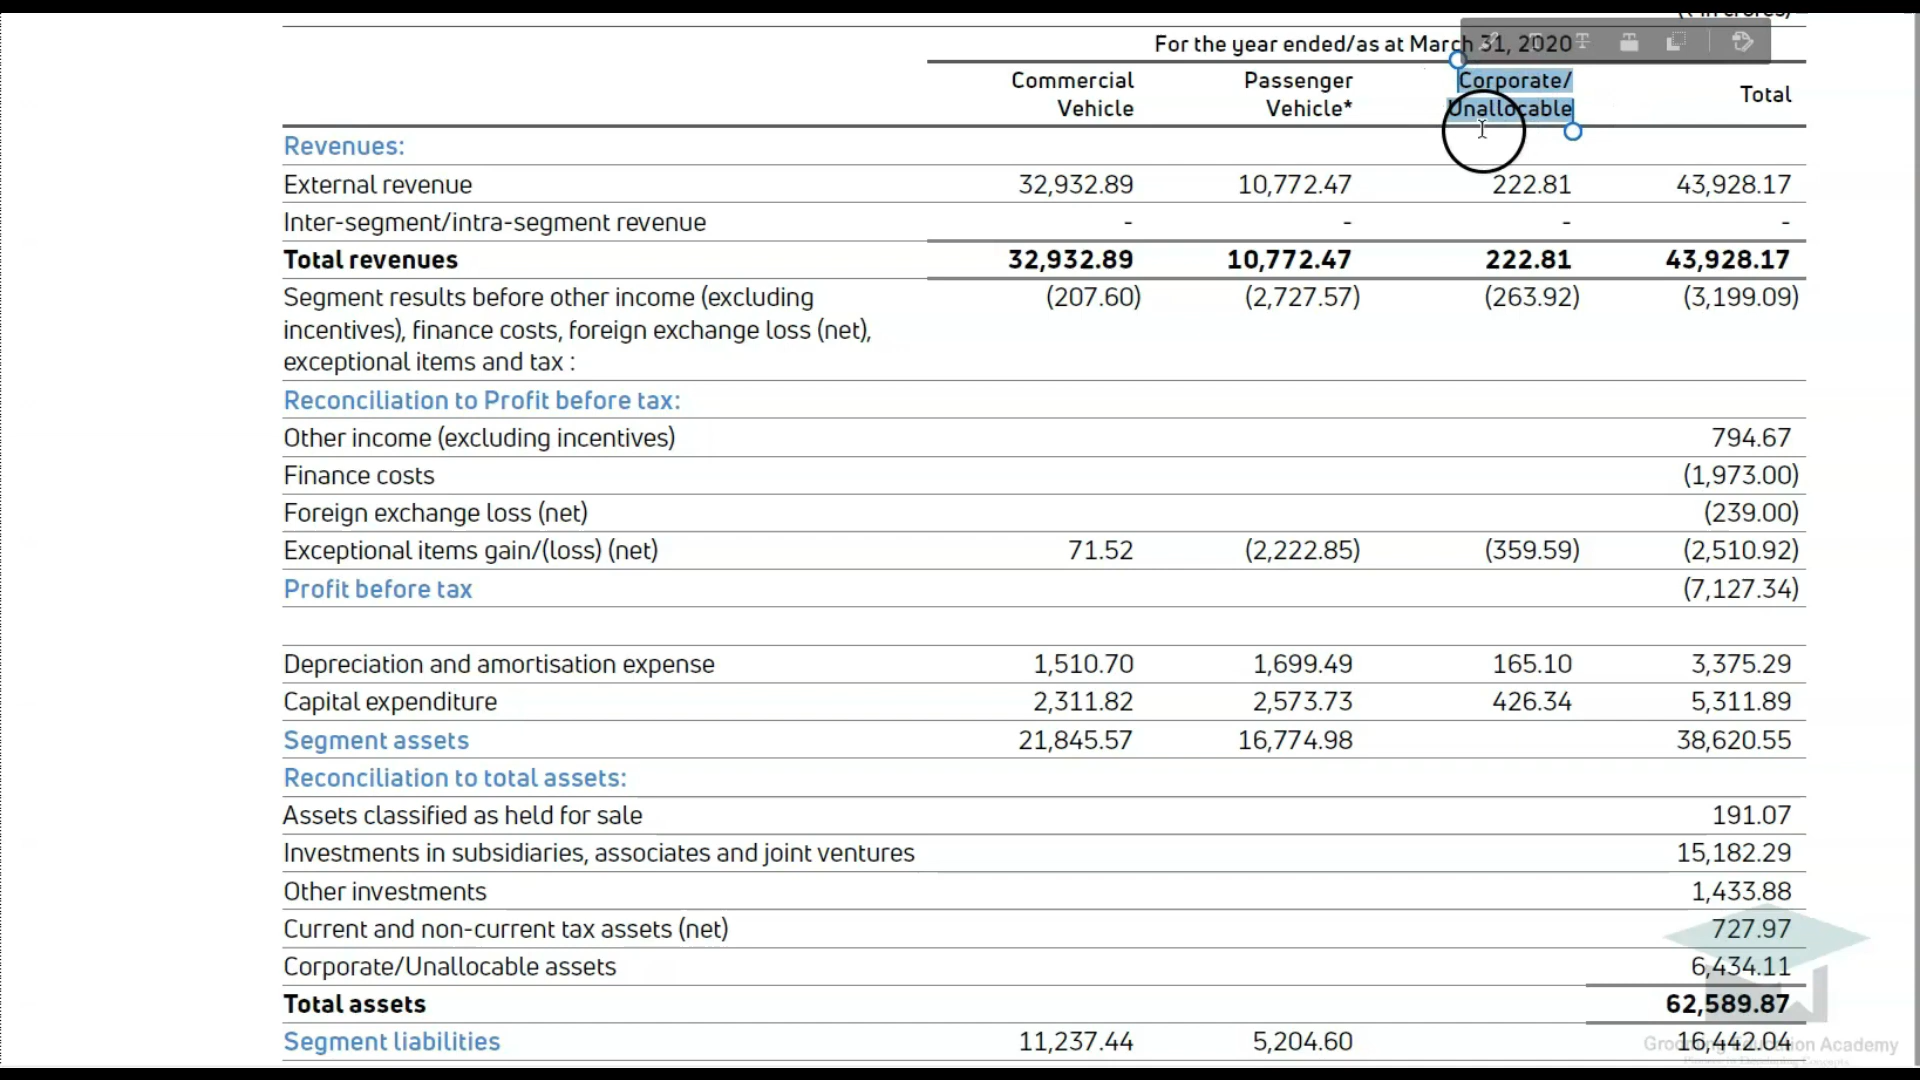 (₹ in crores)
For the year ended/as at March 31, 2020
Commercial Vehicle Passenger Vehicle* Corporate/ Unallocable Total
Revenues:
External revenue 32,932.89 10,772.47 222.81 43,928.17
Inter-segment/intra-segment revenue - - - -
Total revenues 32,932.89 10,772.47 222.81 43,928.17
Segment results before other income (excluding (207.60) (2,727.57) (263.92) (3,199.09)
incentives), finance costs, foreign exchange loss (net),
exceptional items and tax :
Reconciliation to Profit before tax:
Other income (excluding incentives) 794.67
Finance costs (1,973.00)
Foreign exchange loss (net) (239.00)
Exceptional items gain/(loss) (net) 71.52 (2,222.85) (359.59) (2,510.92)
Profit before tax (7,127.34)
Depreciation and amortisation expense 1,510.70 1,699.49 165.10 3,375.29
Capital expenditure 2,311.82 2,573.73 426.34 5,311.89
Segment assets 21,845.57 16,774.98 38,620.55
Reconciliation to total assets:
Assets classified as held for sale 191.07
Investments in subsidiaries, associates and joint ventures 15,182.29
Other investments 1,433.88
Current and non-current tax assets (net) 727.97
Corporate/Unallocable assets 6,434.11
Total assets 62,589.87
Segment liabilities 11,237.44 5,204.60 16,442.04
Academy